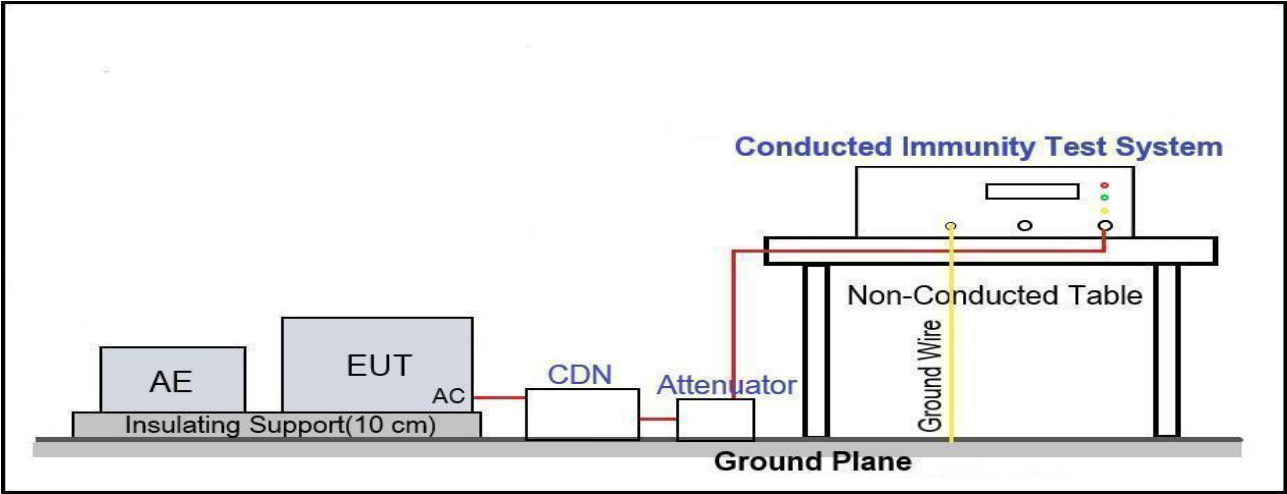 Conducted Immunity Test System
Non-Conducted Table
Ground Wire
EUT
AE
AC
CDN
Attenuator
Insulating Support(10 cm)
Ground Plane